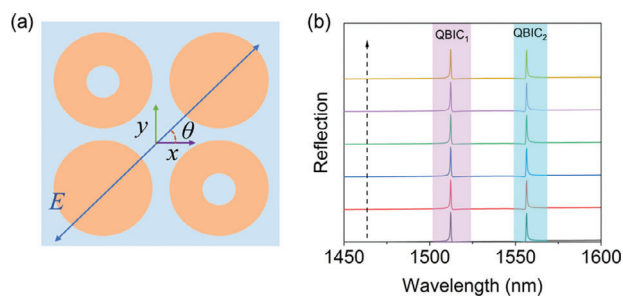 (a)
y
θ
x
E
(b)
QBIC₁
QBIC₂
Reflection
1450
1500
1550
1600
Wavelength (nm)